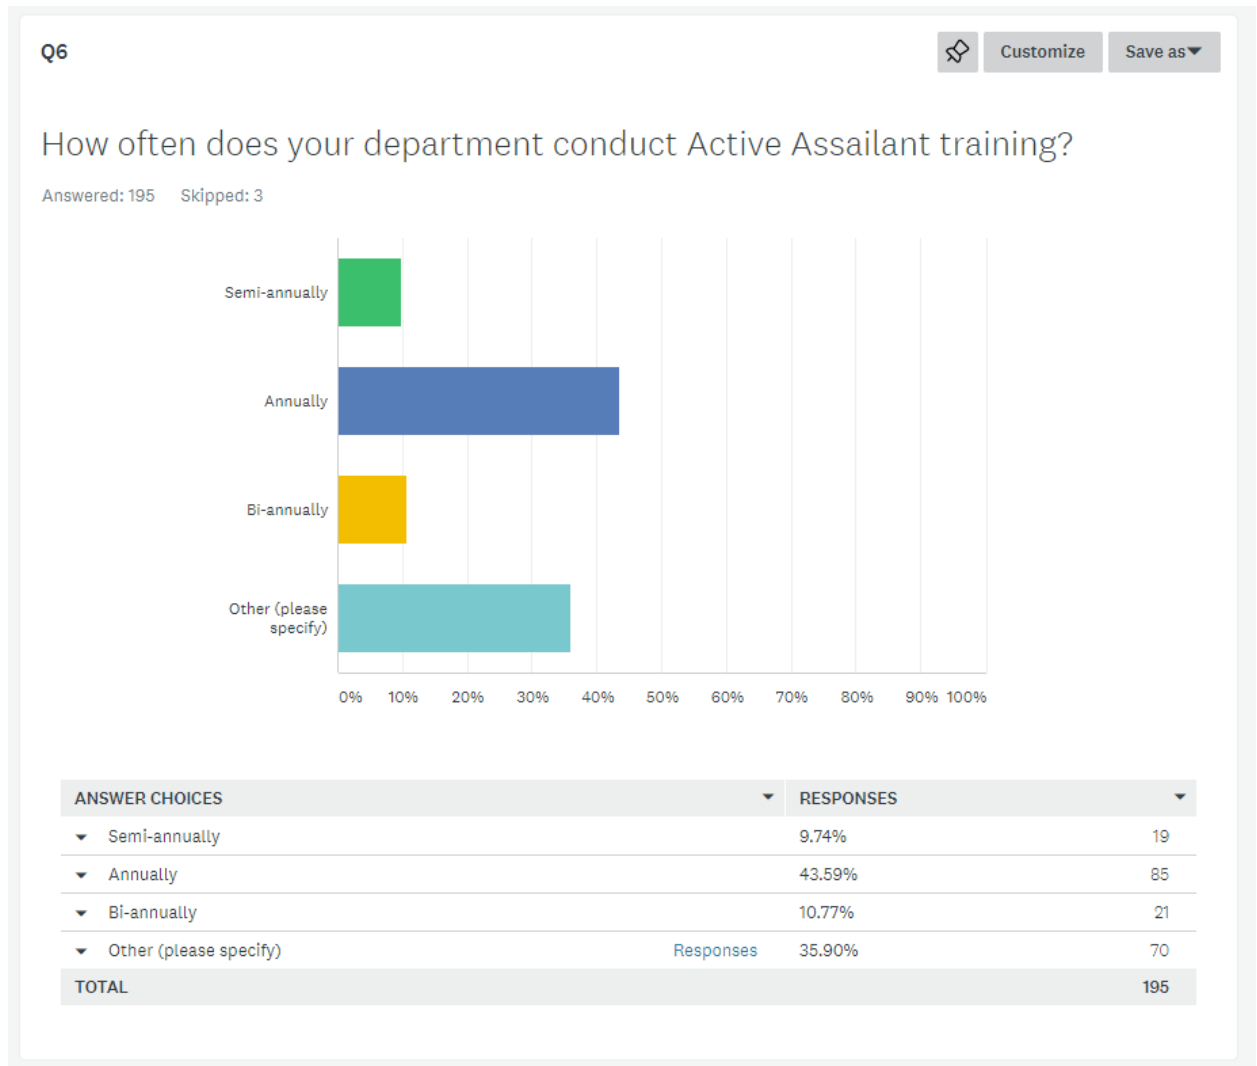 Q6
Customize
Save as
How often does your department conduct Active Assailant training?
Answered: 195 Skipped: 3
Semi-annually
Annually
Bi-annually
Other (please
specify)
0% 10% 20% 30% 40% 50% 60% 70% 80% 90% 100%
ANSWER CHOICES RESPONSES
Semi-annually 9.74% 19
Annually 43.59% 85
Bi-annually 10.77% 21
Other (please specify) Responses 35.90% 70
TOTAL 195